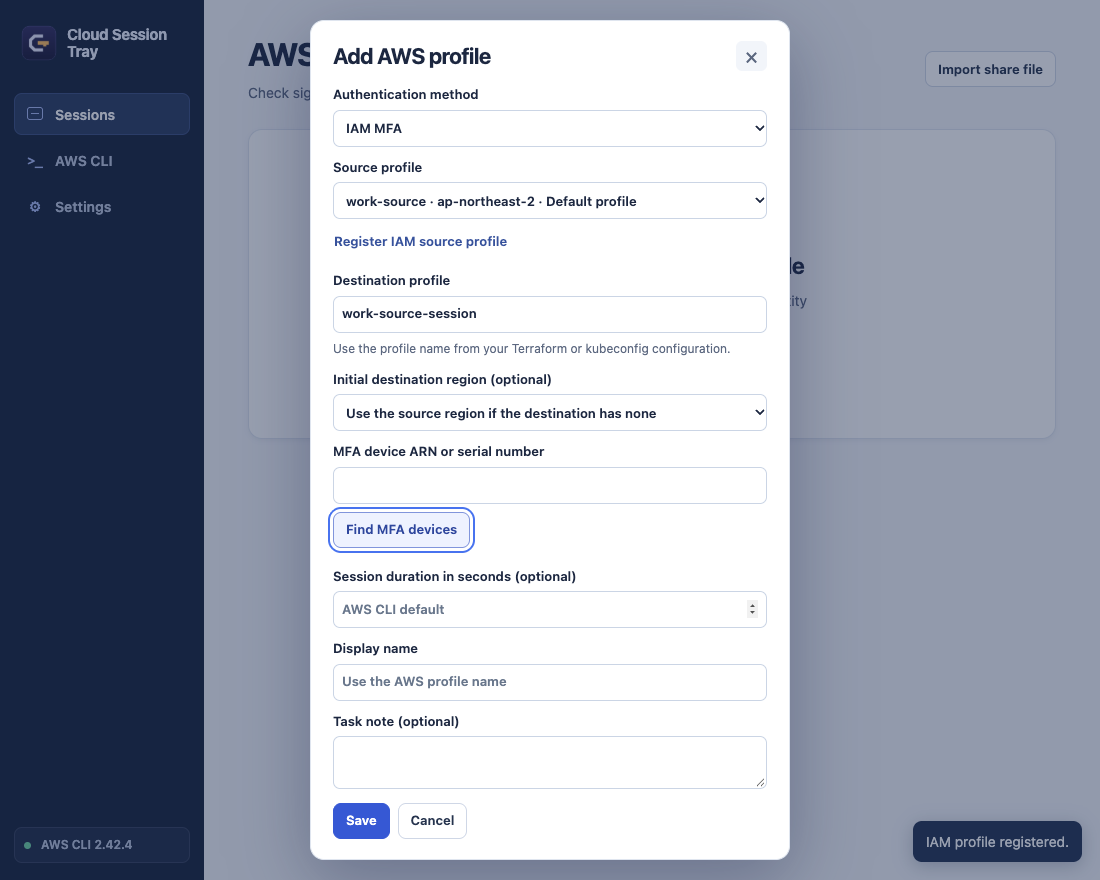 Cloud Session
Tray
Sessions
>_ AWS CLI
Settings
AWS CLI 2.42.4
AWS
Check sig
Import share file
le
ity
Add AWS profile
Authentication method
IAM MFA
Source profile
work-source · ap-northeast-2 · Default profile
Register IAM source profile
Destination profile
work-source-session
Use the profile name from your Terraform or kubeconfig configuration.
Initial destination region (optional)
Use the source region if the destination has none
MFA device ARN or serial number
Find MFA devices
Session duration in seconds (optional)
AWS CLI default
Display name
Use the AWS profile name
Task note (optional)
Save
Cancel
IAM profile registered.